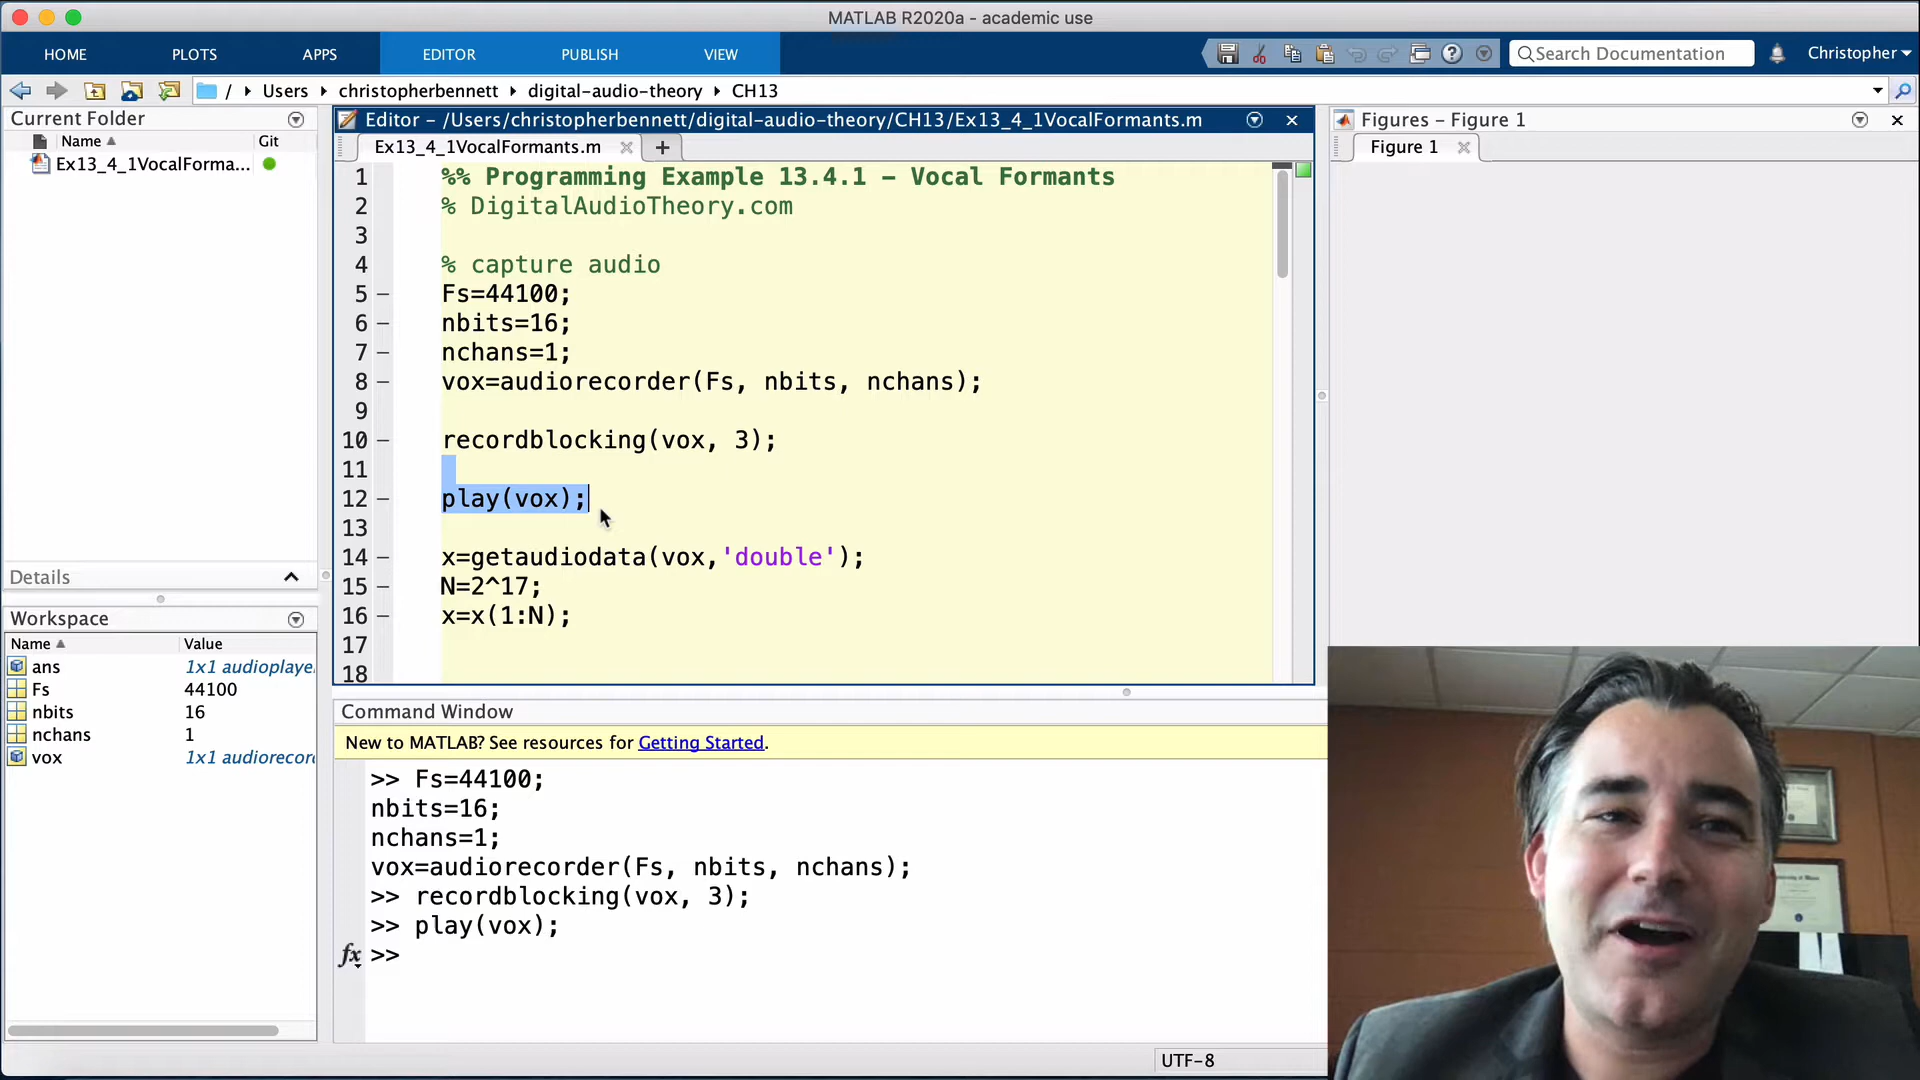 MATLAB R2020a - academic use
HOME PLOTS APPS EDITOR PUBLISH VIEW
Search Documentation
Christopher
/ Users christopherbennett digital-audio-theory CH13
Current Folder
Name Git
Ex13_4_1VocalForma...
Details
Workspace
Name Value
ans 1x1 audioplaye
Fs 44100
nbits 16
nchans 1
vox 1x1 audiorecor
Editor - /Users/christopherbennett/digital-audio-theory/CH13/Ex13_4_1VocalFormants.m
Ex13_4_1VocalFormants.m
1 %% Programming Example 13.4.1 – Vocal Formants
2 % DigitalAudioTheory.com
3
4 % capture audio
5 – Fs=44100;
6 – nbits=16;
7 – nchans=1;
8 – vox=audiorecorder(Fs, nbits, nchans);
9
10 – recordblocking(vox, 3);
11
12 – play(vox);
13
14 – x=getaudiodata(vox,'double');
15 – N=2^17;
16 – x=x(1:N);
17
18
Command Window
New to MATLAB? See resources for Getting Started.
>> Fs=44100;
nbits=16;
nchans=1;
vox=audiorecorder(Fs, nbits, nchans);
>> recordblocking(vox, 3);
>> play(vox);
fx >>
UTF-8
Figures - Figure 1
Figure 1